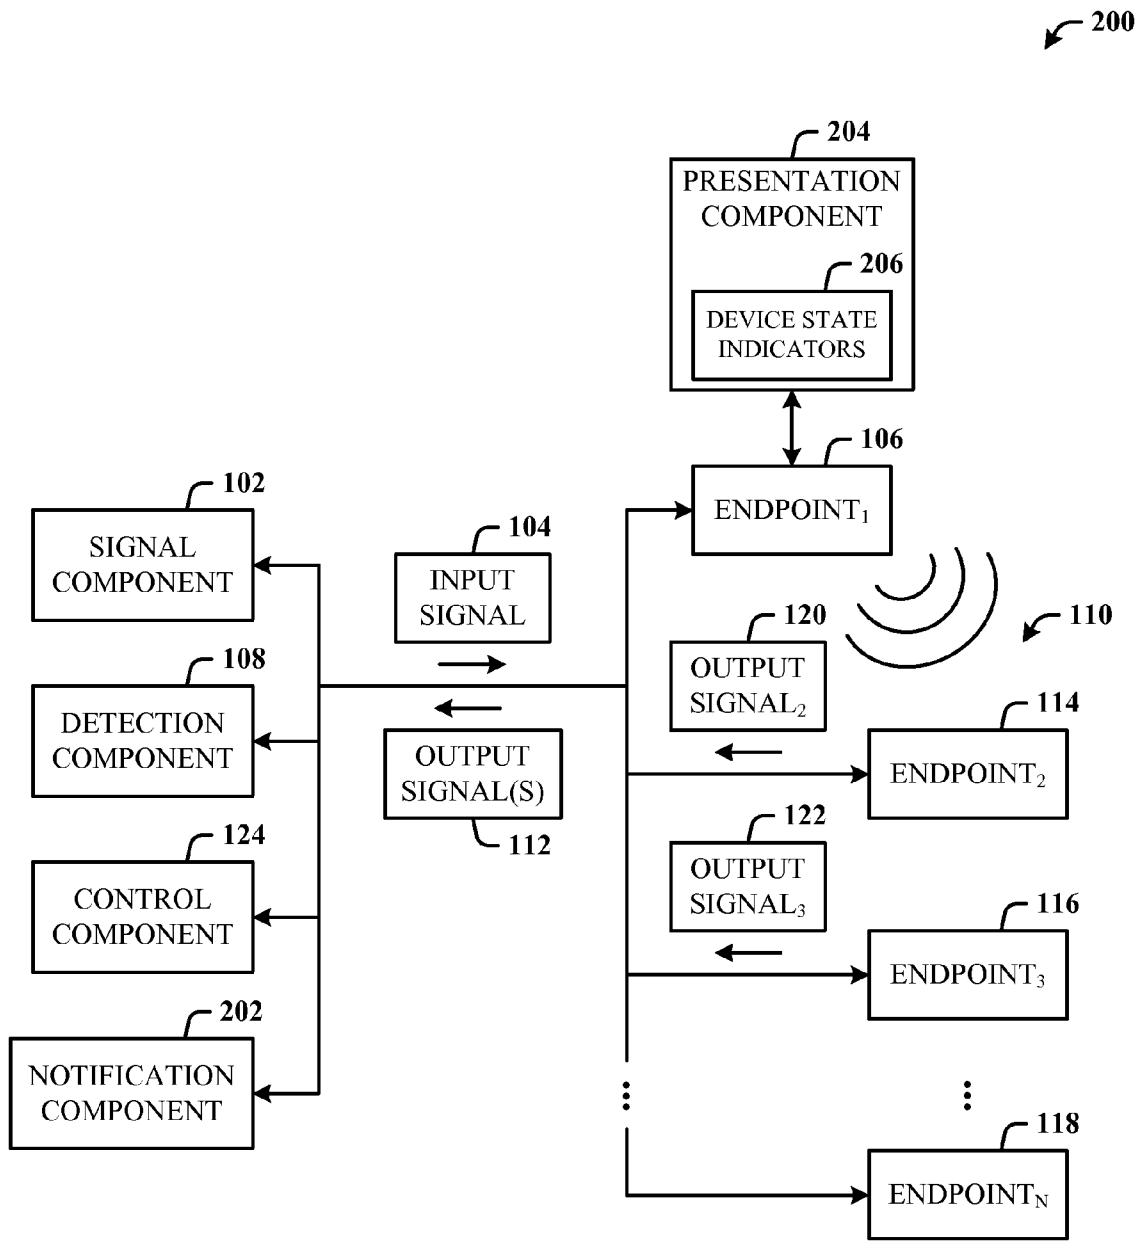 200
204
PRESENTATION
COMPONENT
206
DEVICE STATE
INDICATORS
106
ENDPOINT₁
102
SIGNAL
COMPONENT
104
INPUT
SIGNAL
108
DETECTION
COMPONENT
OUTPUT
SIGNAL(S)
112
120
OUTPUT
SIGNAL₂
110
114
ENDPOINT₂
124
CONTROL
COMPONENT
122
OUTPUT
SIGNAL₃
116
ENDPOINT₃
202
NOTIFICATION
COMPONENT
118
ENDPOINT_N